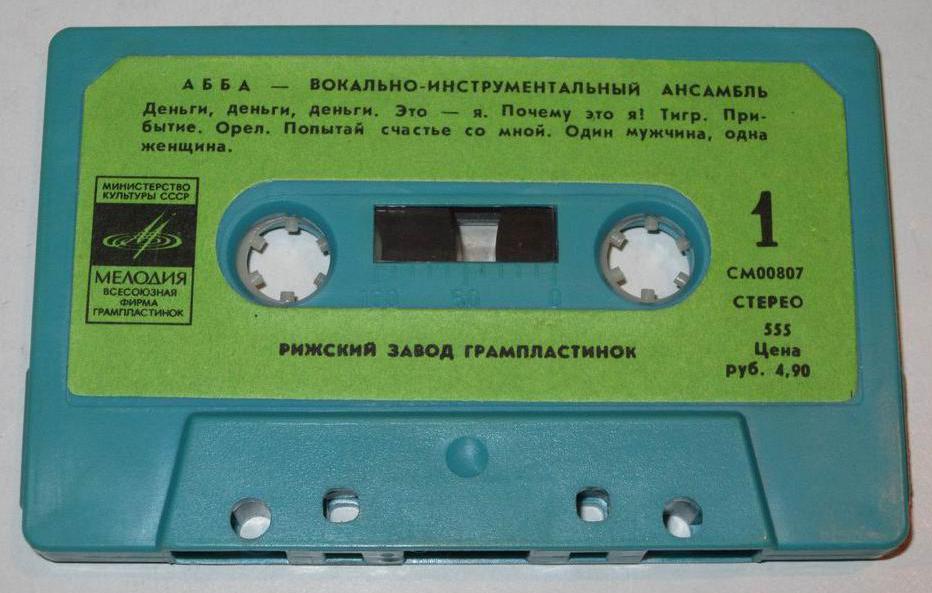 АББА — ВОКАЛЬНО-ИНСТРУМЕНТАЛЬНЫЙ АНСАМБЛЬ
Деньги, деньги, деньги. Это — я. Почему это я! Тигр. При-
бытие. Орел. Попытай счастье со мной. Один мужчина, одна
женщина.
МИНИСТЕРСТВО
КУЛЬТУРЫ СССР
МЕЛОДИЯ
ВСЕСОЮЗНАЯ
ФИРМА
ГРАМПЛАСТИНОК
1
СМ00807
СТЕРЕО
555
Цена
руб. 4,90
100 50 0
РИЖСКИЙ ЗАВОД ГРАМПЛАСТИНОК